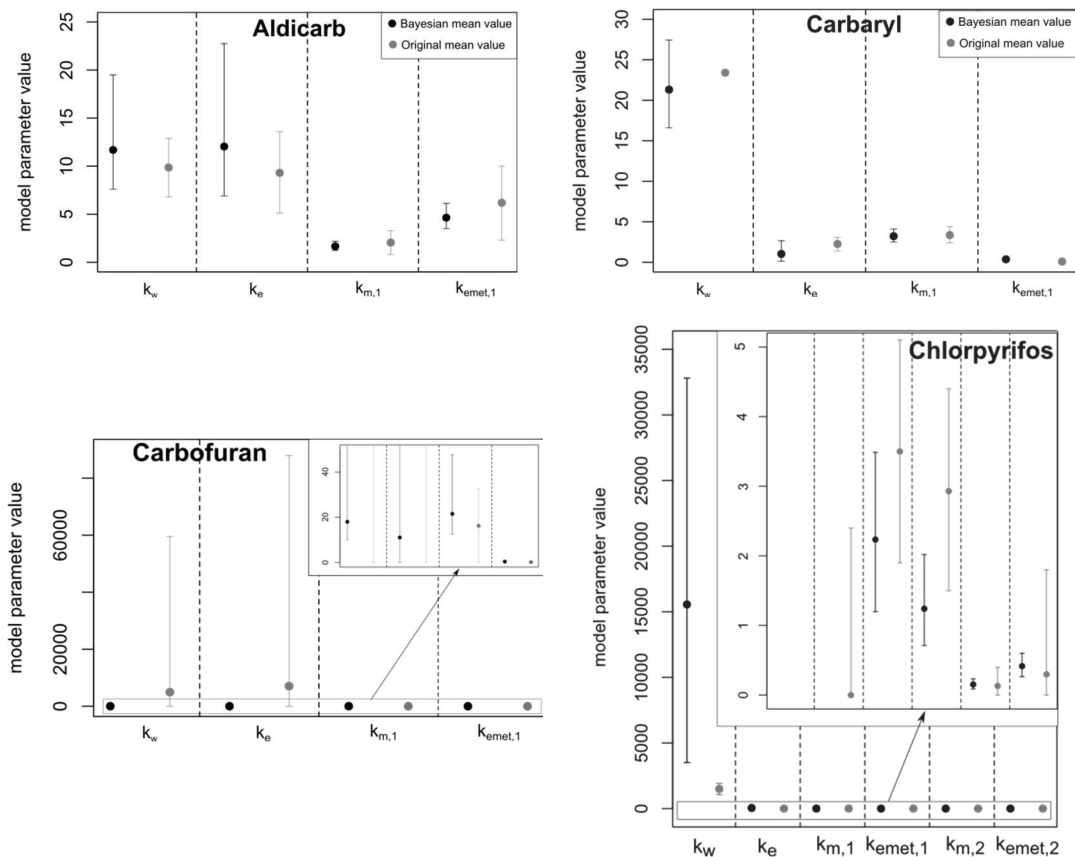 Aldicarb
Bayesian mean value
Original mean value
model parameter value
25
20
15
10
5
0
kw
ke
km,1
kemet,1
Carbaryl
Bayesian mean value
Original mean value
model parameter value
30
25
20
15
10
5
0
kw
ke
km,1
kemet,1
Carbofuran
model parameter value
60000
20000
0
40
20
0
kw
ke
km,1
kemet,1
Chlorpyrifos
model parameter value
35000
30000
25000
20000
15000
10000
5000
0
5
4
3
2
1
0
kw
ke
km,1
kemet,1
km,2
kemet,2